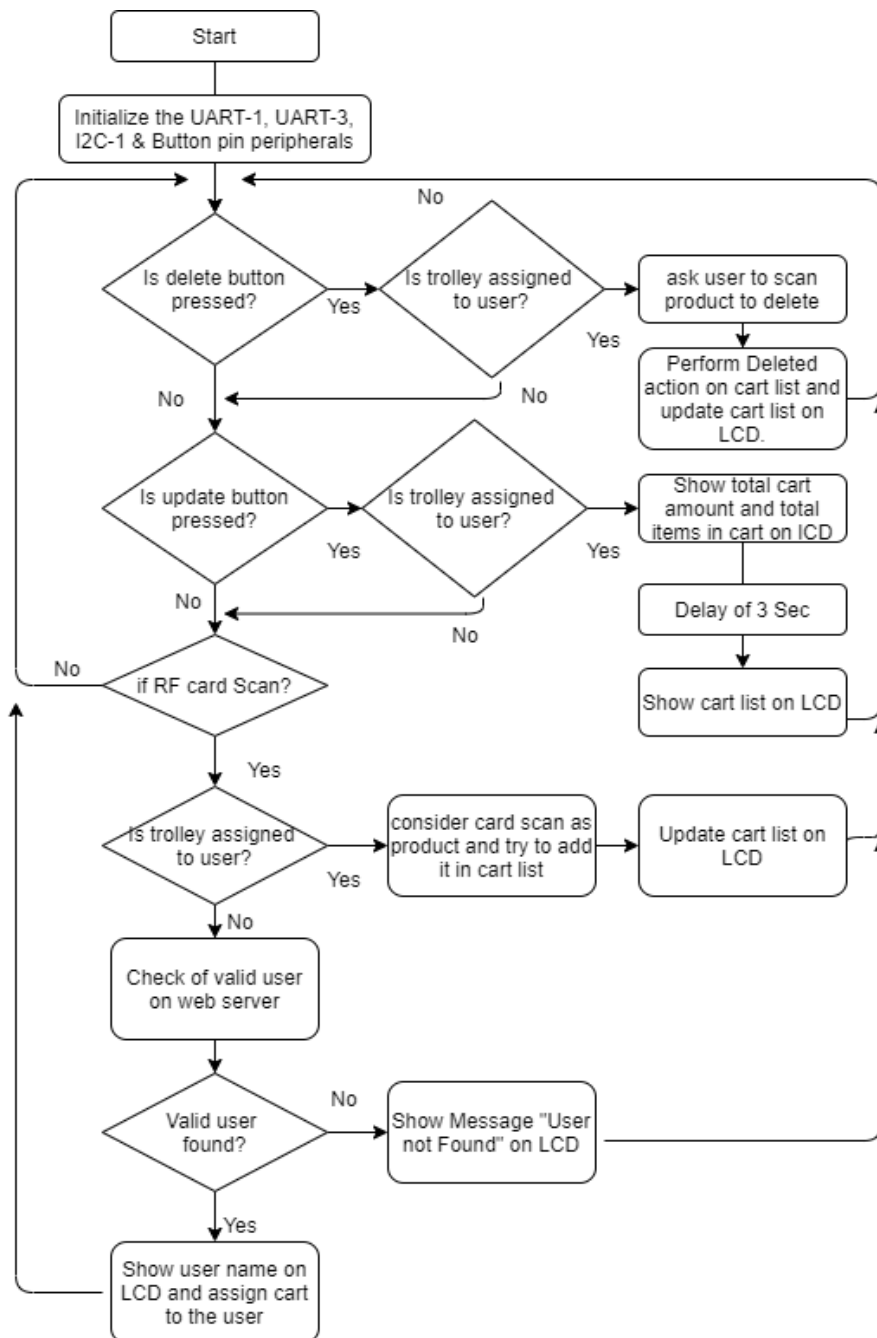 Start
Initialize the UART-1, UART-3,
I2C-1 & Button pin peripherals
No
Is delete button
pressed?
Yes
Is trolley assigned
to user?
Yes
ask user to scan
product to delete
Perform Deleted
action on cart list and
update cart list on
LCD.
No
No
Is update button
pressed?
Yes
Is trolley assigned
to user?
Yes
Show total cart
amount and total
items in cart on ICD
Delay of 3 Sec
Show cart list on LCD
No
No
No
if RF card Scan?
Yes
Is trolley assigned
to user?
Yes
consider card scan as
product and try to add
it in cart list
Update cart list on
LCD
No
Check of valid user
on web server
Valid user
found?
No
Show Message "User
not Found" on LCD
Yes
Show user name on
LCD and assign cart
to the user